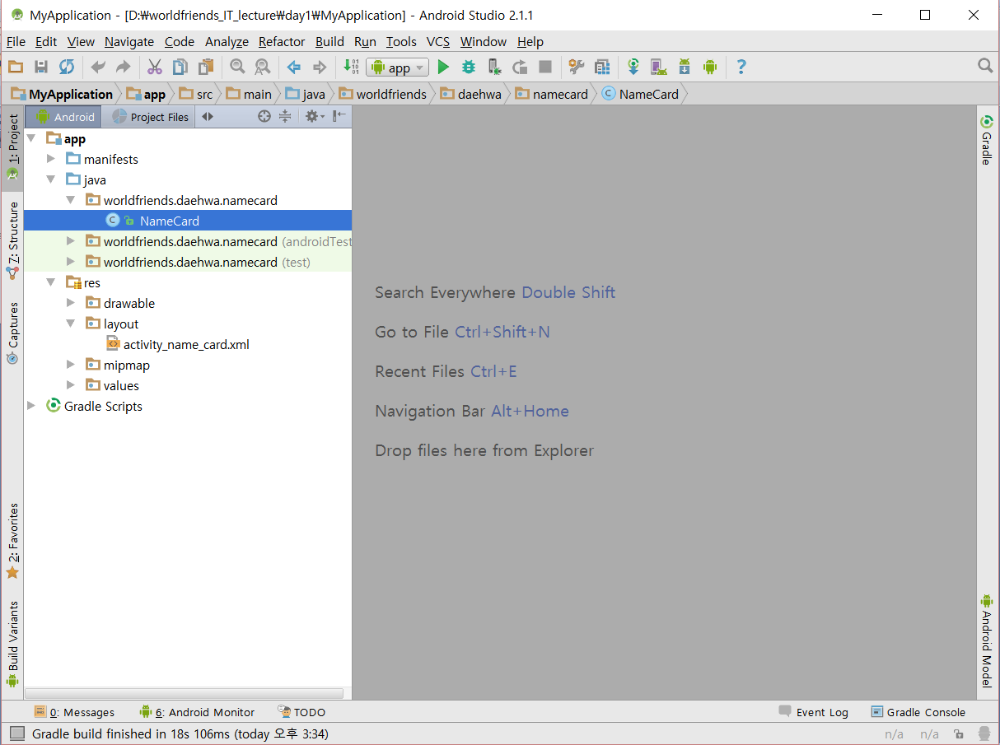 MyApplication - [D:₩worldfriends_IT_lecture₩day1₩MyApplication] - Android Studio 2.1.1
File Edit View Navigate Code Analyze Refactor Build Run Tools VCS Window Help
app
MyApplication app src main java worldfriends daehwa namecard NameCard
Android Project Files
1: Project
Z: Structure
Captures
2: Favorites
Build Variants
app
manifests
java
worldfriends.daehwa.namecard
NameCard
worldfriends.daehwa.namecard (androidTest
worldfriends.daehwa.namecard (test)
res
drawable
layout
activity_name_card.xml
mipmap
values
Gradle Scripts
Search Everywhere Double Shift
Go to File Ctrl+Shift+N
Recent Files Ctrl+E
Navigation Bar Alt+Home
Drop files here from Explorer
Gradle
Android Model
0: Messages 6: Android Monitor TODO Event Log Gradle Console
Gradle build finished in 18s 106ms (today 오후 3:34) n/a n/a